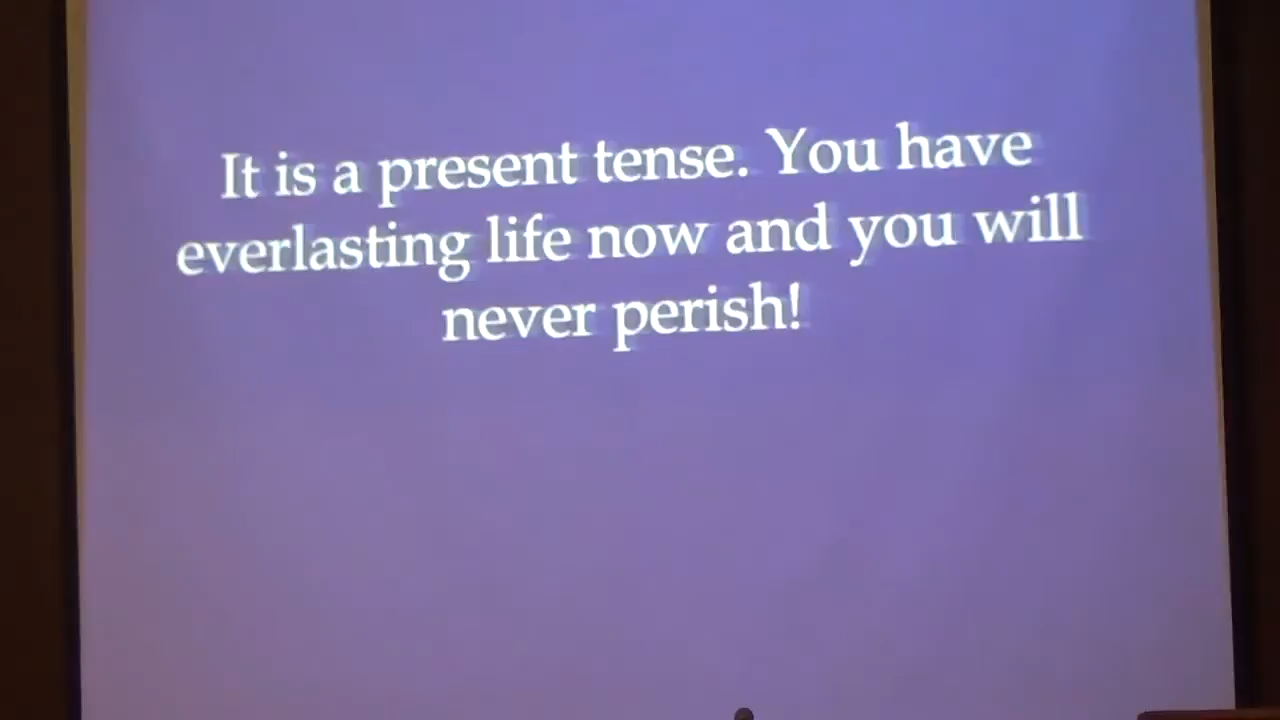 It is a present tense. You have
everlasting life now and you will
never perish!